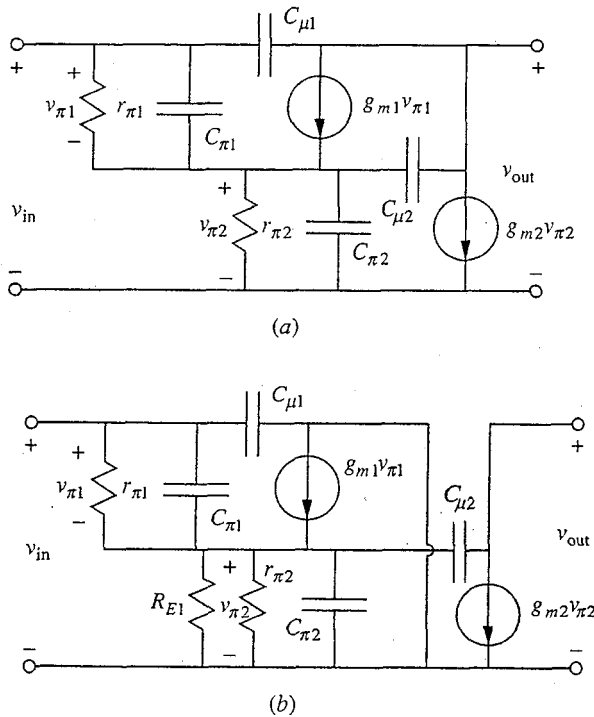 C_μ1
+ + +
v_π1 r_π1 g_m1v_π1
− C_π1
+ C_μ2 v_out
v_in v_π2 r_π2 g_m2v_π2
− C_π2
− −
(a)
C_μ1
+ + +
v_π1 r_π1 g_m1v_π1
− C_π1 C_μ2
v_in + r_π2 v_out
R_E1 v_π2 C_π2 g_m2v_π2
− − −
(b)